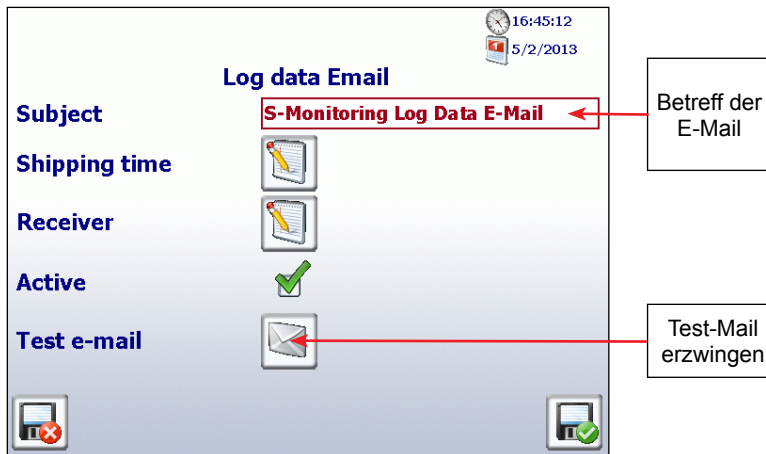 16:45:12
5/2/2013
Log data Email
Subject
S-Monitoring Log Data E-Mail
Betreff der
E-Mail
Shipping time
Receiver
Active
Test e-mail
Test-Mail
erzwingen